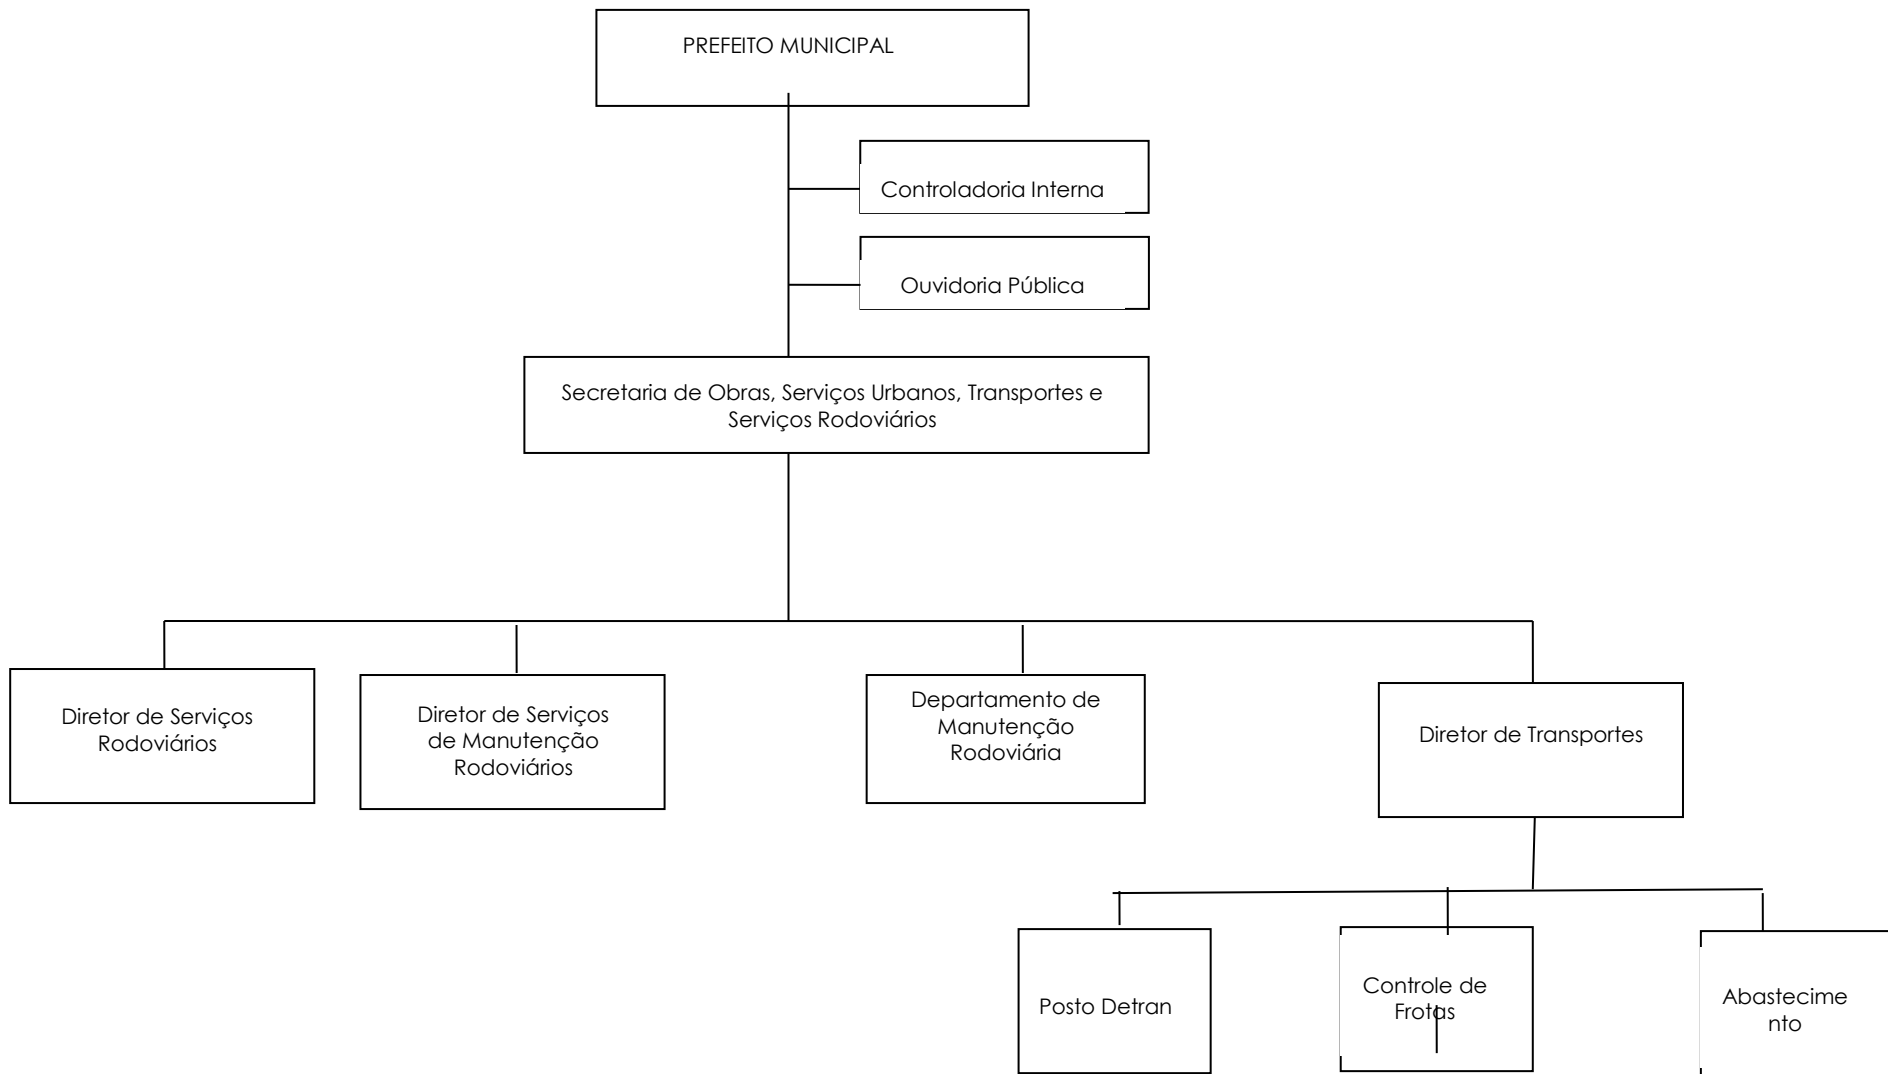 PREFEITO MUNICIPAL
Controladoria Interna
Ouvidoria Pública
Secretaria de Obras, Serviços Urbanos, Transportes e
Serviços Rodoviários
Diretor de Serviços
Rodoviários
Diretor de Serviços
de Manutenção
Rodoviários
Departamento de
Manutenção
Rodoviária
Diretor de Transportes
Posto Detran
Controle de
Frotas
Abastecime
nto